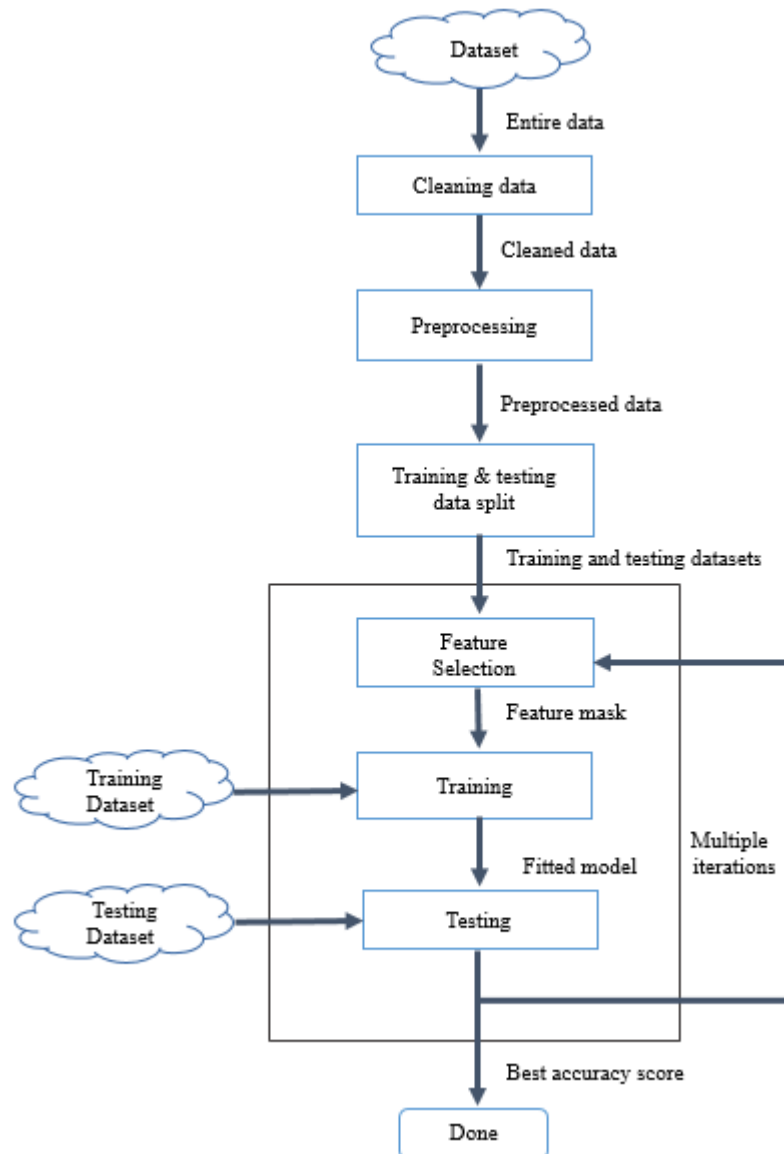 Dataset
Entire data
Cleaning data
Cleaned data
Preprocessing
Preprocessed data
Training & testing
data split
Training and testing datasets
Feature
Selection
Feature mask
Training
Dataset
Training
Multiple
iterations
Fitted model
Testing
Dataset
Testing
Best accuracy score
Done